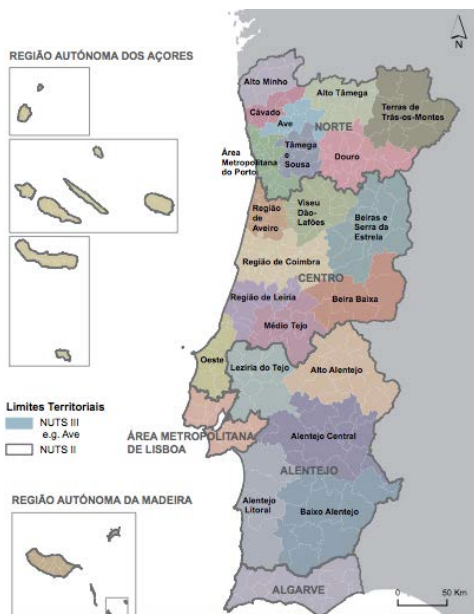 REGIÃO AUTÓNOMA DOS AÇORES
N
Alto Minho
Alto Tâmega
Terras de
Trás-os-Montes
Cávado
Ave
NORTE
Tâmega
e
Sousa
Douro
Área
Metropolitana
do Porto
Região
de
Aveiro
Viseu
Dão-
Lafões
Beiras e
Serra da
Estrela
Região de Coimbra
CENTRO
Região de Leiria
Beira Baixa
Médio Tejo
Oeste
Lezíria do Tejo
Alto Alentejo
Limites Territoriais
NUTS III
e.g. Ave
NUTS II
ÁREA METROPOLITANA
DE LISBOA
Alentejo Central
ALENTEJO
REGIÃO AUTÓNOMA DA MADEIRA
Alentejo
Litoral
Baixo Alentejo
ALGARVE
0
50 Km